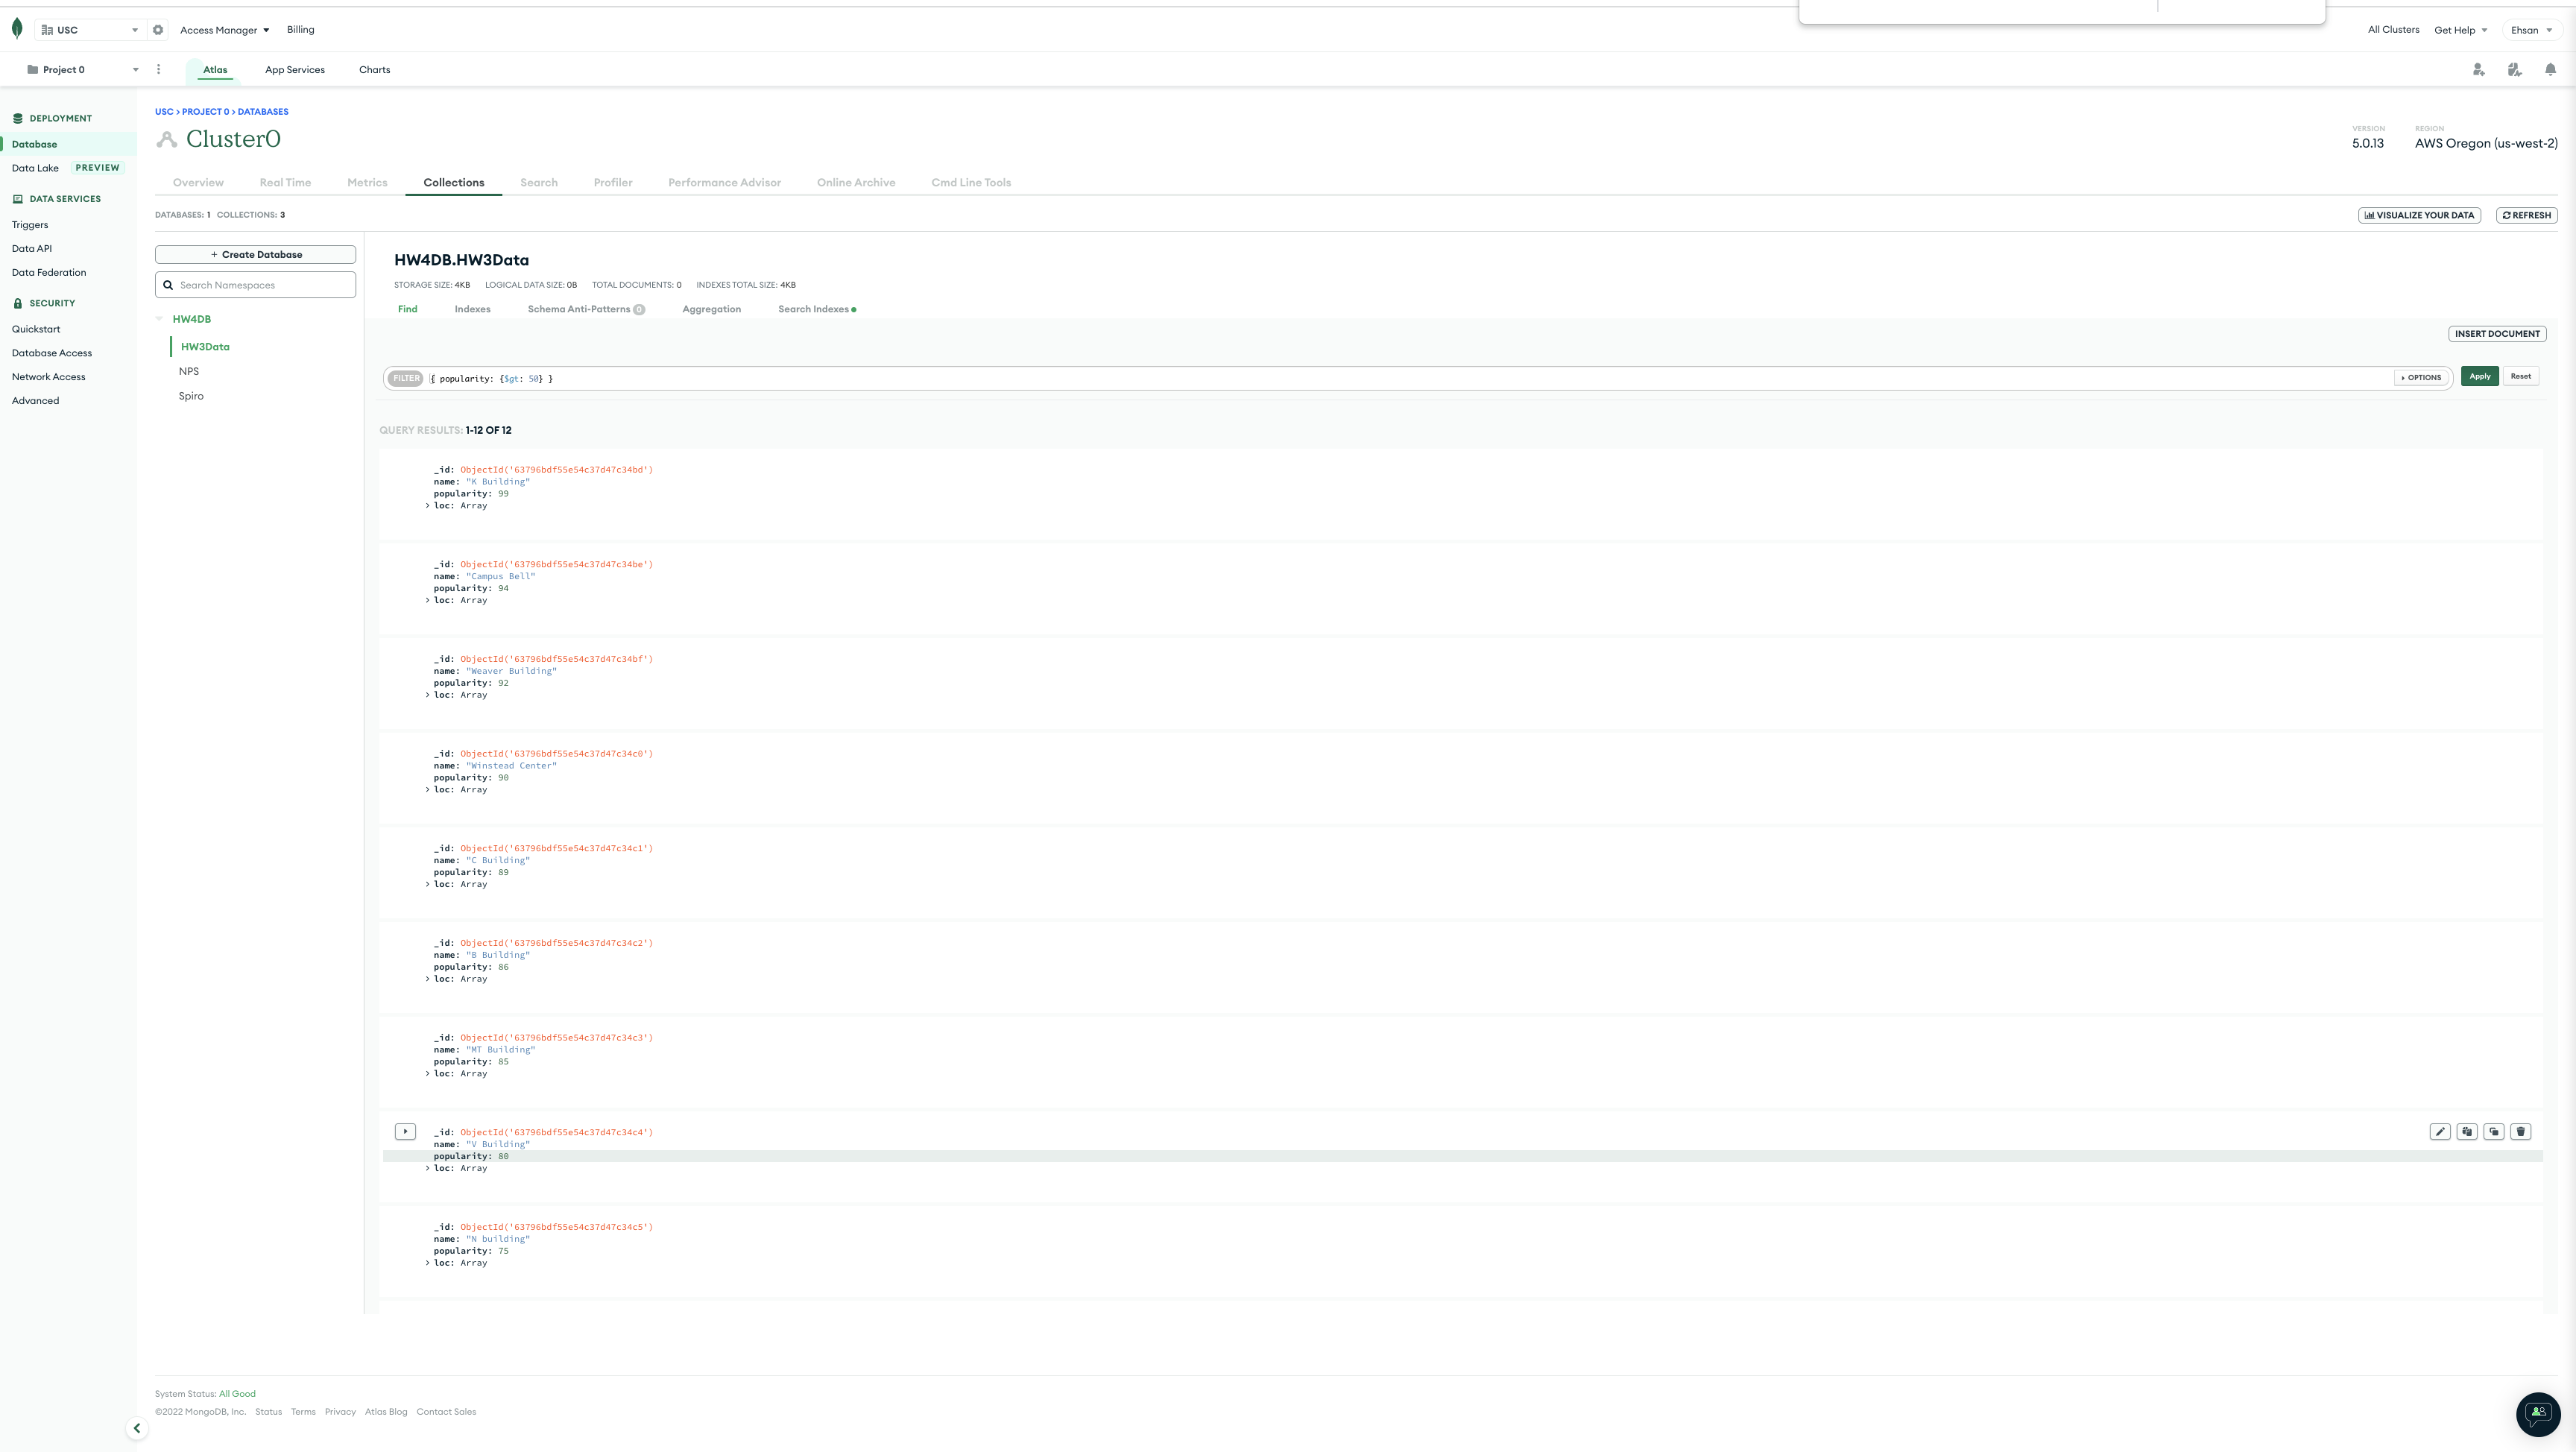 USC
Access Manager
Billing
All Clusters
Get Help
Ehsan
Project 0
Atlas
App Services
Charts
DEPLOYMENT
Database
Data Lake PREVIEW
DATA SERVICES
Triggers
Data API
Data Federation
SECURITY
Quickstart
Database Access
Network Access
Advanced
USC > PROJECT 0 > DATABASES
Cluster0
VERSION
5.0.13
REGION
AWS Oregon (us-west-2)
Overview
Real Time
Metrics
Collections
Search
Profiler
Performance Advisor
Online Archive
Cmd Line Tools
DATABASES: 1 COLLECTIONS: 3
VISUALIZE YOUR DATA
REFRESH
+ Create Database
Search Namespaces
HW4DB
HW3Data
NPS
Spiro
HW4DB.HW3Data
STORAGE SIZE: 4KB LOGICAL DATA SIZE: 0B TOTAL DOCUMENTS: 0 INDEXES TOTAL SIZE: 4KB
Find
Indexes
Schema Anti-Patterns 0
Aggregation
Search Indexes
INSERT DOCUMENT
FILTER { popularity: {$gt: 50} }
OPTIONS
Apply
Reset
QUERY RESULTS: 1-12 OF 12
_id: ObjectId('63796bdf55e54c37d47c34bd')
name: "K Building"
popularity: 99
> loc: Array
_id: ObjectId('63796bdf55e54c37d47c34be')
name: "Campus Bell"
popularity: 94
> loc: Array
_id: ObjectId('63796bdf55e54c37d47c34bf')
name: "Weaver Building"
popularity: 92
> loc: Array
_id: ObjectId('63796bdf55e54c37d47c34c0')
name: "Winstead Center"
popularity: 90
> loc: Array
_id: ObjectId('63796bdf55e54c37d47c34c1')
name: "C Building"
popularity: 89
> loc: Array
_id: ObjectId('63796bdf55e54c37d47c34c2')
name: "B Building"
popularity: 86
> loc: Array
_id: ObjectId('63796bdf55e54c37d47c34c3')
name: "MT Building"
popularity: 85
> loc: Array
_id: ObjectId('63796bdf55e54c37d47c34c4')
name: "V Building"
popularity: 80
> loc: Array
_id: ObjectId('63796bdf55e54c37d47c34c5')
name: "N building"
popularity: 75
> loc: Array
System Status: All Good
©2022 MongoDB, Inc. Status Terms Privacy Atlas Blog Contact Sales